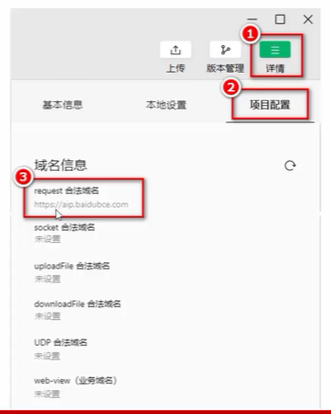 1
上传 版本管理 详情
2
基本信息 本地设置 项目配置
域名信息
3
request 合法域名
https://aip.baidubce.com
socket 合法域名
未设置
uploadFile 合法域名
未设置
downloadFile 合法域名
未设置
UDP 合法域名
未设置
web-view（业务域名）
未设置